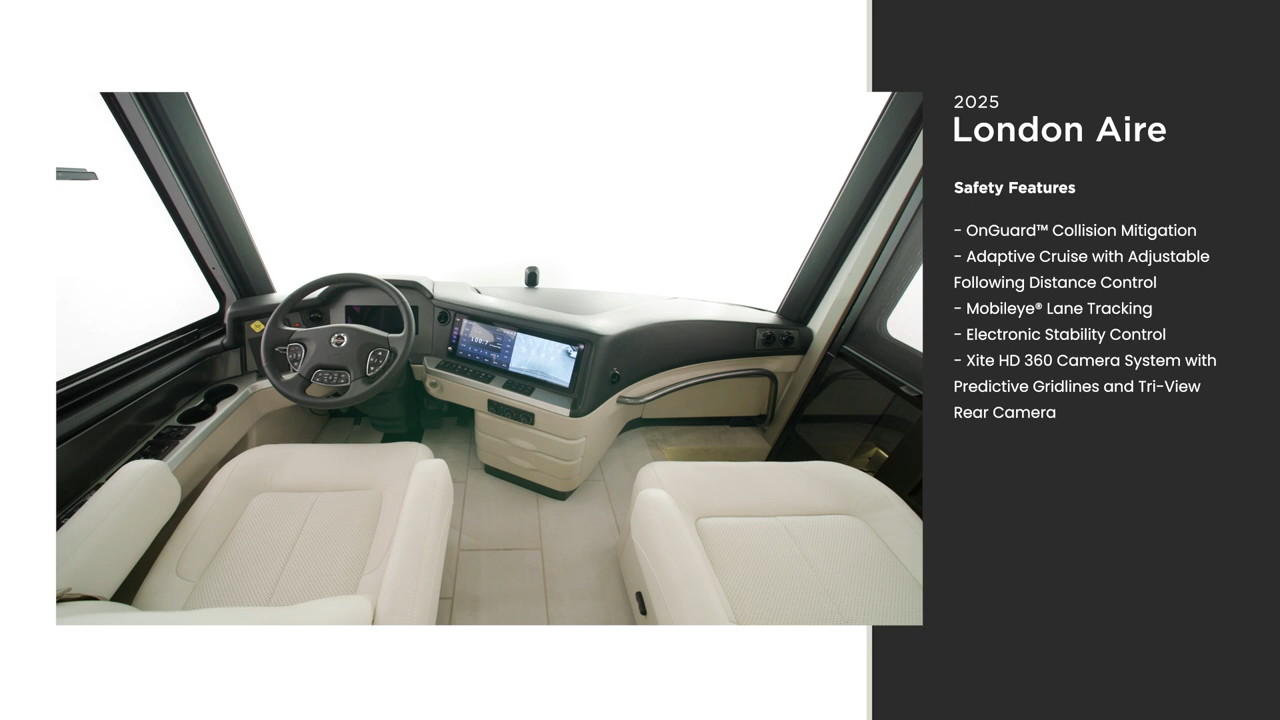 2025
London Aire
Safety Features
- OnGuard™ Collision Mitigation
- Adaptive Cruise with Adjustable
Following Distance Control
- Mobileye® Lane Tracking
- Electronic Stability Control
- Xite HD 360 Camera System with
Predictive Gridlines and Tri-View
Rear Camera